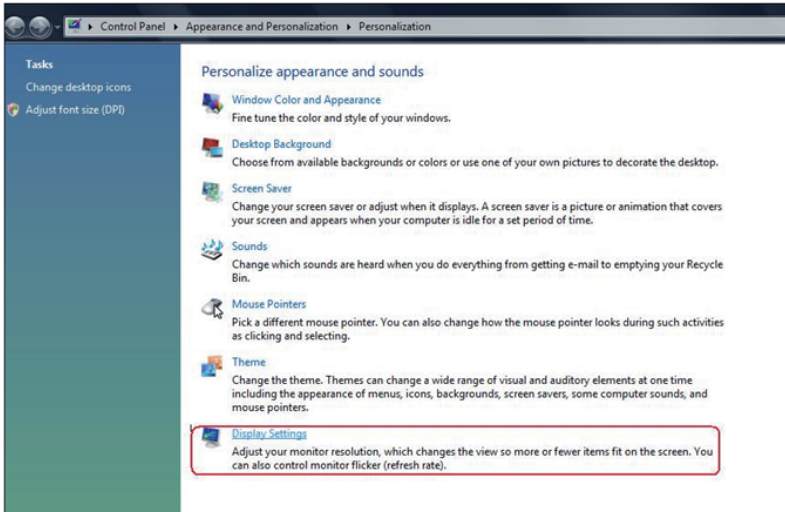 Control Panel ▸ Appearance and Personalization ▸ Personalization
Tasks
Change desktop icons
Adjust font size (DPI)
Personalize appearance and sounds
Window Color and Appearance
Fine tune the color and style of your windows.
Desktop Background
Choose from available backgrounds or colors or use one of your own pictures to decorate the desktop.
Screen Saver
Change your screen saver or adjust when it displays. A screen saver is a picture or animation that covers
your screen and appears when your computer is idle for a set period of time.
Sounds
Change which sounds are heard when you do everything from getting e-mail to emptying your Recycle
Bin.
Mouse Pointers
Pick a different mouse pointer. You can also change how the mouse pointer looks during such activities
as clicking and selecting.
Theme
Change the theme. Themes can change a wide range of visual and auditory elements at one time
including the appearance of menus, icons, backgrounds, screen savers, some computer sounds, and
mouse pointers.
Display Settings
Adjust your monitor resolution, which changes the view so more or fewer items fit on the screen. You
can also control monitor flicker (refresh rate).